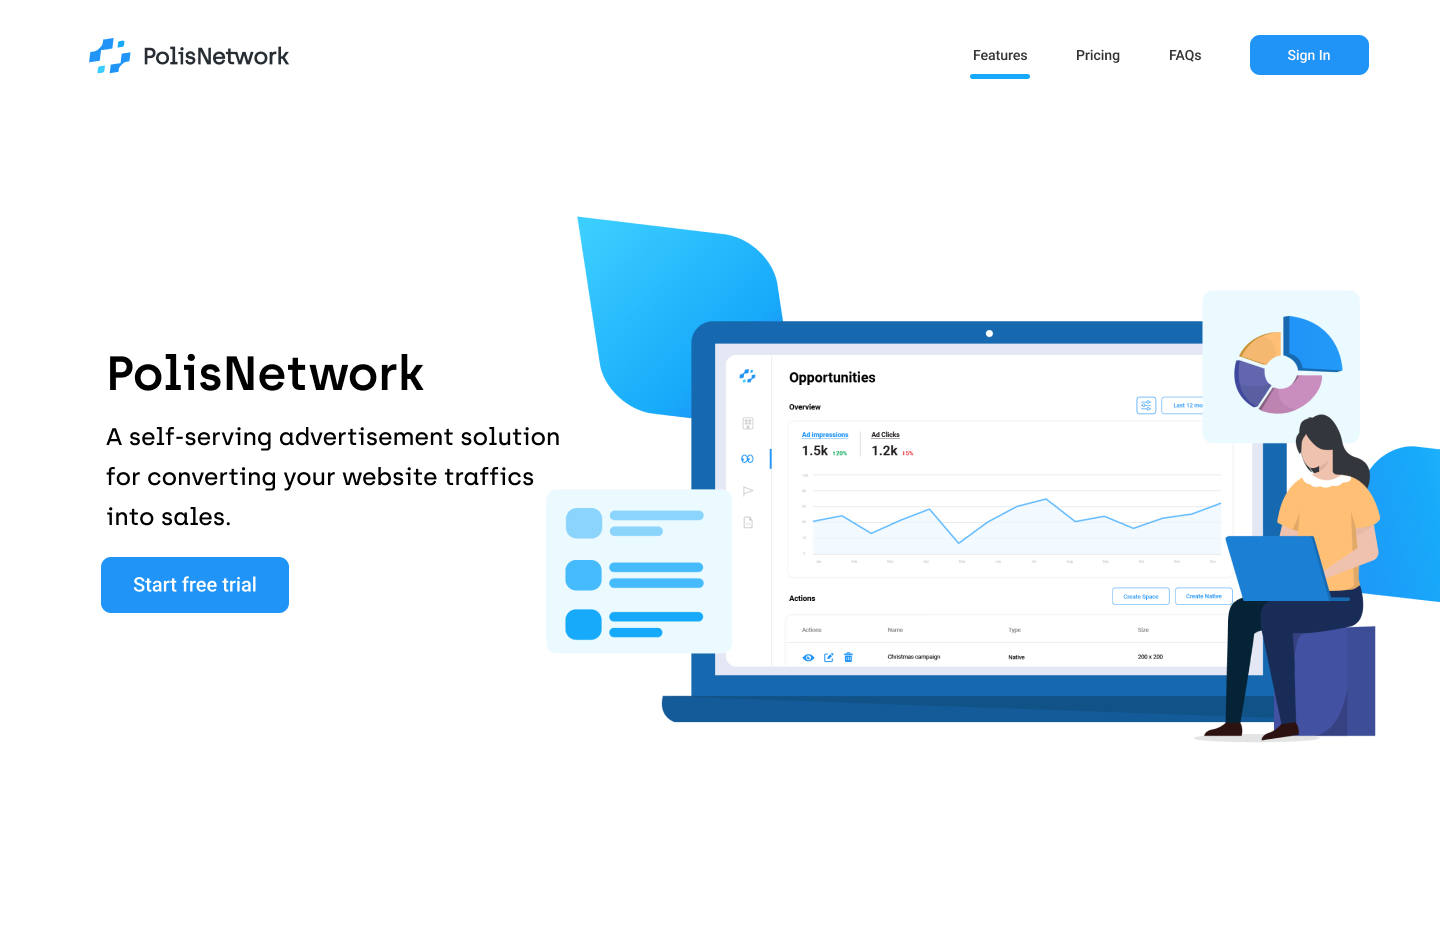 PolisNetwork
Features Pricing FAQs Sign In
PolisNetwork
A self-serving advertisement solution
for converting your website traffics
into sales.
Start free trial
Opportunities
Overview
Last 12 mo
Ad impressions Ad Clicks
1.5k 20% 1.2k 5%
Actions
Create Space Create Native
Actions Name Type Size
Christmas campaign Native 200 x 200